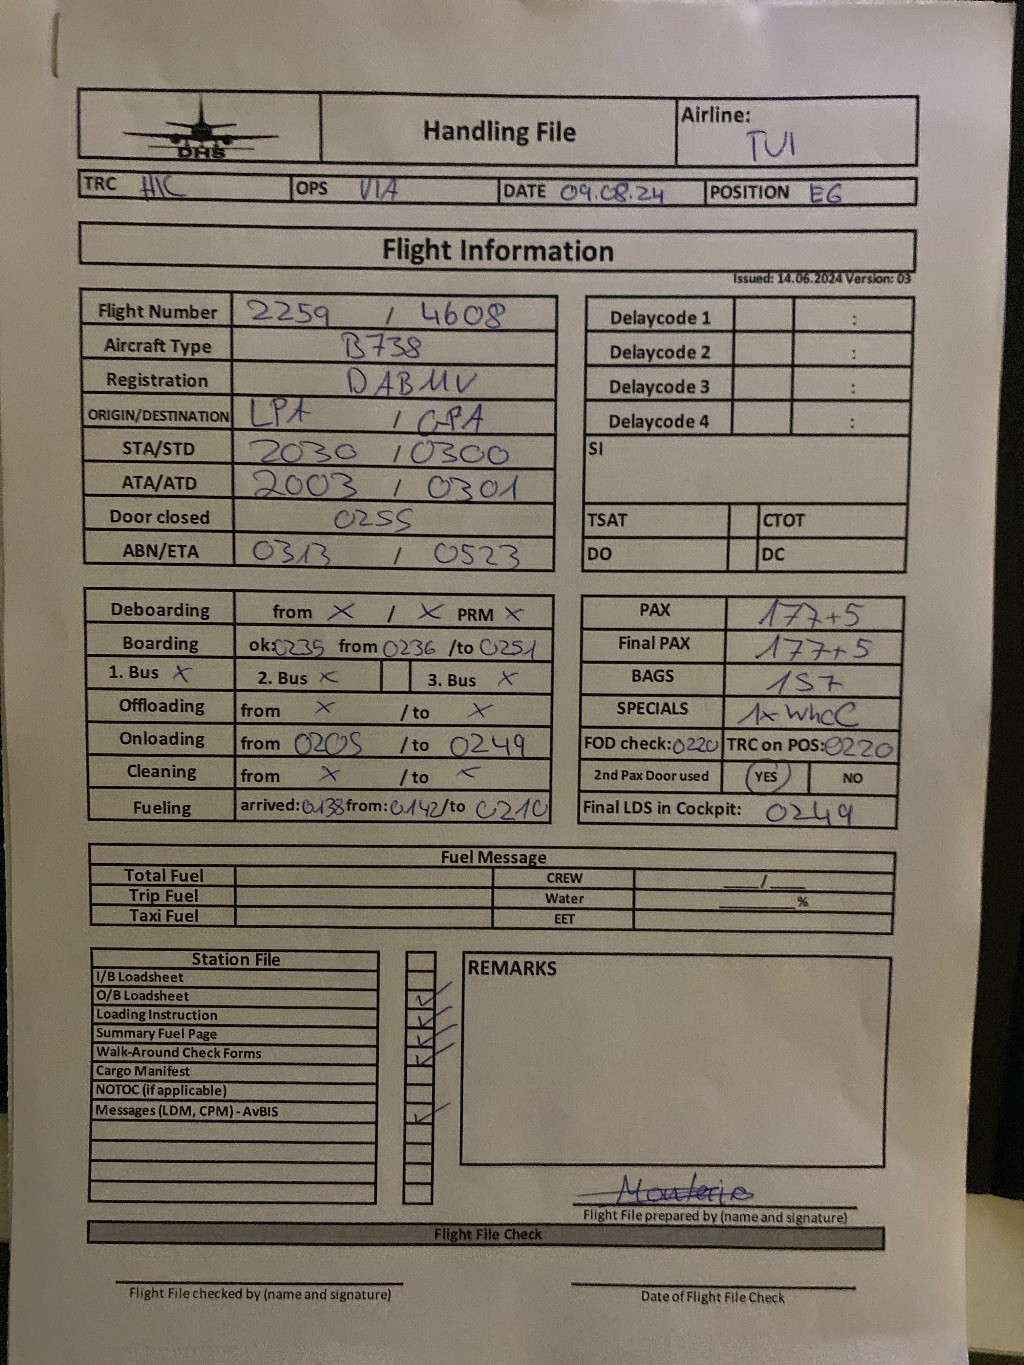 DHS
Handling File
Airline: TUI
TRC HIC OPS VIA DATE 09.08.24 POSITION E6
Flight Information
Issued: 14.06.2024 Version: 03
Flight Number 2259 / 4608
Aircraft Type B738
Registration DABMV
ORIGIN/DESTINATION LPA / GPA
STA/STD 2030 / 0300
ATA/ATD 2003 / 0301
Door closed 0255
ABN/ETA 0313 / 0523
Delaycode 1 :
Delaycode 2 :
Delaycode 3 :
Delaycode 4 :
SI
TSAT CTOT
DO DC
Deboarding from X / X PRM X
Boarding ok:0235 from 0236 /to 0251
1. Bus X 2. Bus X 3. Bus X
Offloading from X / to X
Onloading from 0205 / to 0249
Cleaning from X / to X
Fueling arrived:0138 from:0142/to 0210
PAX 177+5
Final PAX 177+5
BAGS 157
SPECIALS 1x WhcC
FOD check:0220 TRC on POS:0220
2nd Pax Door used YES NO
Final LDS in Cockpit: 0249
Fuel Message
Total Fuel CREW ___/___
Trip Fuel Water ______%
Taxi Fuel EET
Station File
I/B Loadsheet
O/B Loadsheet ✓
Loading Instruction ✓
Summary Fuel Page ✓
Walk-Around Check Forms ✓
Cargo Manifest
NOTOC (if applicable)
Messages (LDM, CPM) - AvBIS ✓
REMARKS
Flight File prepared by (name and signature)
Flight File Check
Flight File checked by (name and signature)
Date of Flight File Check